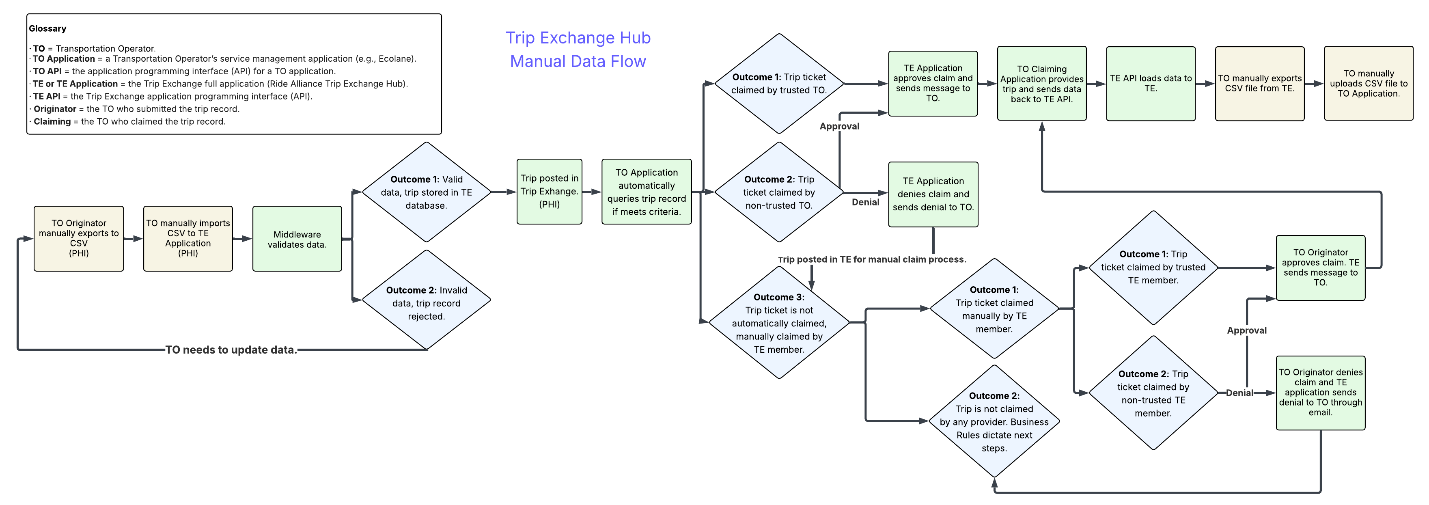 Glossary
· TO = Transportation Operator.
· TO Application = a Transportation Operator's service management application (e.g., Ecolane).
· TO API = the application programming interface (API) for a TO application.
· TE or TE Application = the Trip Exchange full application (Ride Alliance Trip Exchange Hub).
· TE API = the Trip Exchange application programming interface (API).
· Originator = the TO who submitted the trip record.
· Claiming = the TO who claimed the trip record.
Trip Exchange Hub
Manual Data Flow
TO Originator
manually exports to
CSV
(PHI)
TO manually imports
CSV to TE
Application
(PHI)
Middleware
validates data.
Outcome 1: Valid
data, trip stored in TE
database.
Outcome 2: Invalid
data, trip record
rejected.
TO needs to update data.
Trip posted in
Trip Exhange.
(PHI)
TO Application
automatically
queries trip record
if meets criteria.
Outcome 1: Trip ticket
claimed by trusted TO.
Outcome 2: Trip
ticket claimed by
non-trusted TO.
Approval
Denial
TE Application
approves claim and
sends message to
TO.
TO Claiming
Application provides
trip and sends data
back to TE API.
TE API loads data to
TE.
TO manually exports
CSV file from TE.
TO manually
uploads CSV file to
TO Application.
TE Application
denies claim and
sends denial to TO.
Trip posted in TE for manual claim process.
Outcome 3:
Trip ticket is not
automatically claimed,
manually claimed by
TE member.
Outcome 1:
Trip ticket claimed
manually by TE
member.
Outcome 2:
Trip is not claimed
by any provider. Business
Rules dictate next
steps.
Outcome 1: Trip
ticket claimed by trusted
TE member.
Outcome 2: Trip
ticket claimed by
non-trusted TE
member.
Approval
Denial
TO Originator
approves claim. TE
sends message to
TO.
TO Originator denies
claim and TE
application sends
denial to TO through
email.